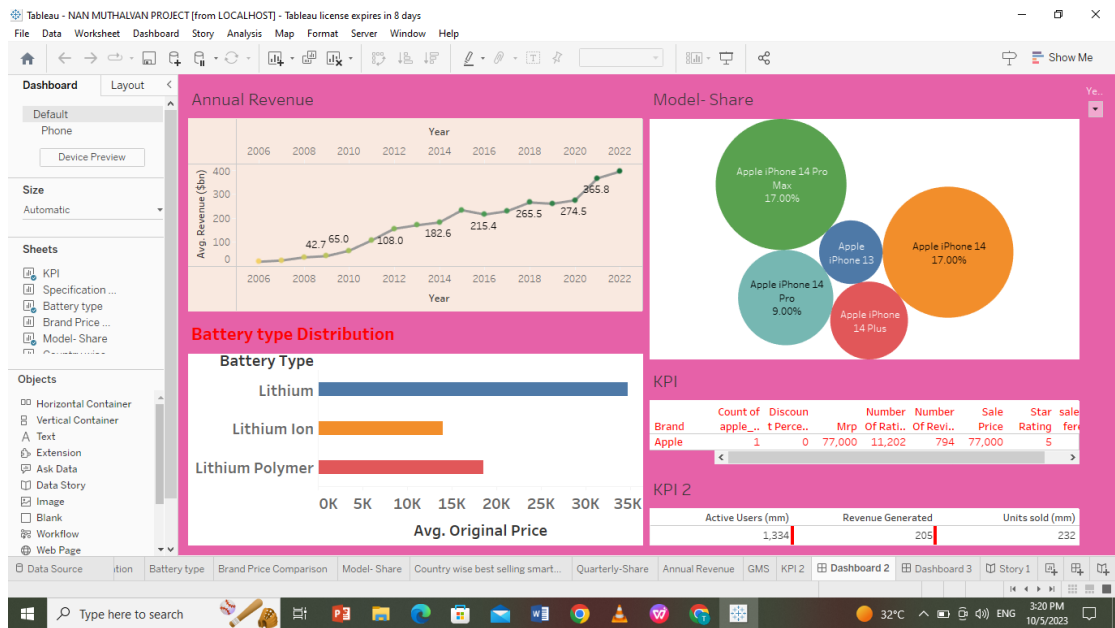 Tableau - NAN MUTHALVAN PROJECT [from LOCALHOST] - Tableau license expires in 8 days
File Data Worksheet Dashboard Story Analysis Map Format Server Window Help
Show Me
Dashboard Layout
Default
Phone
Device Preview
Size
Automatic
Sheets
KPI
Specification ...
Battery type
Brand Price ...
Model- Share
Objects
Horizontal Container
Vertical Container
A Text
Extension
Ask Data
Data Story
Image
Blank
Workflow
Web Page
Annual Revenue
Year
2006 2008 2010 2012 2014 2016 2018 2020 2022
Avg. Revenue ($bn)
400
300
200
100
0
42.7 65.0 108.0 182.6 215.4 265.5 274.5 365.8
2006 2008 2010 2012 2014 2016 2018 2020 2022
Year
Battery type Distribution
Battery Type
Lithium
Lithium Ion
Lithium Polymer
0K 5K 10K 15K 20K 25K 30K 35K
Avg. Original Price
Model- Share
Ye..
Apple iPhone 14 Pro
Max
17.00%
Apple
iPhone 13
Apple iPhone 14
17.00%
Apple iPhone 14
Pro
9.00%
Apple iPhone
14 Plus
KPI
Count of Discoun Number Number Sale Star sale
Brand apple_.. t Perce.. Mrp Of Rati.. Of Revi.. Price Rating fere
Apple 1 0 77,000 11,202 794 77,000 5
KPI 2
Active Users (mm) Revenue Generated Units sold (mm)
1,334 205 232
Data Source tion Battery type Brand Price Comparison Model- Share Country wise best selling smart... Quarterly-Share Annual Revenue GMS KPI 2 Dashboard 2 Dashboard 3 Story 1
Type here to search
32°C ENG
3:20 PM
10/5/2023